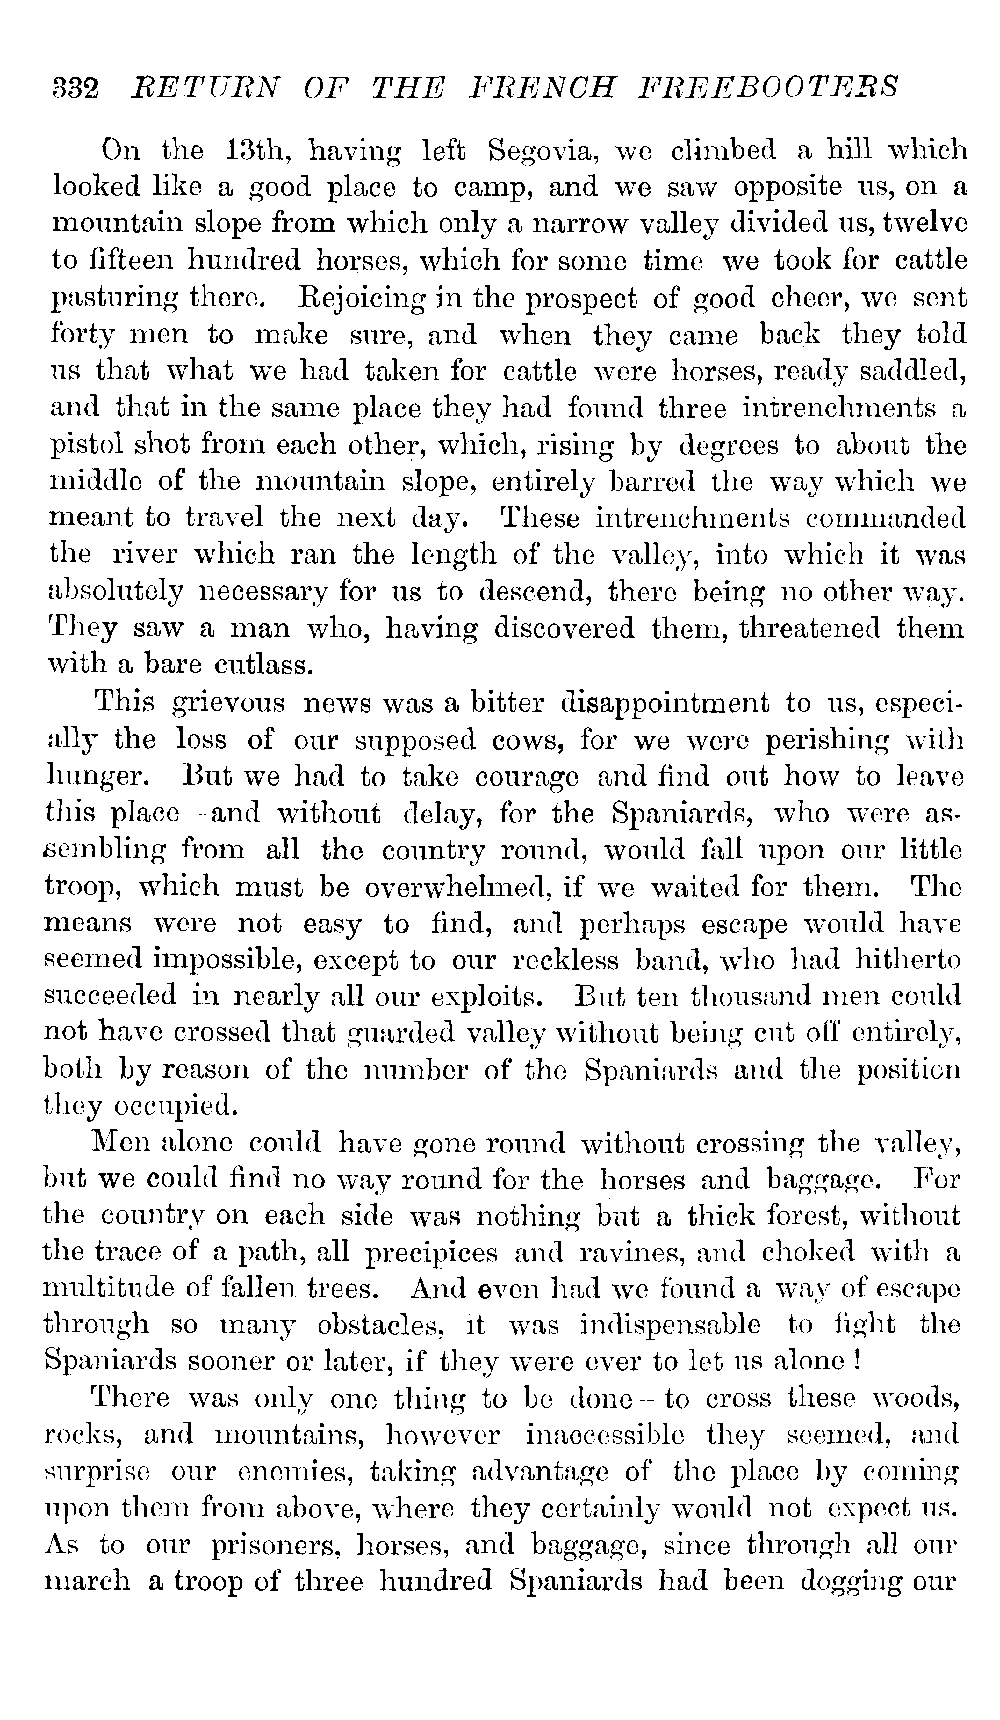 332 RETURN OF THE FRENCH FREEBOOTERS
On the 13th, having left Segovia, we climbed a hill which
looked like a good place to camp, and we saw opposite us, on a
mountain slope from which only a narrow valley divided us, twelve
to fifteen hundred horses, which for some time we took for cattle
pasturing there. Rejoicing in the prospect of good cheer, we sent
forty men to make sure, and when they came back they told
us that what we had taken for cattle were horses, ready saddled,
and that in the same place they had found three intrenchments a
pistol shot from each other, which, rising by degrees to about the
middle of the mountain slope, entirely barred the way which we
meant to travel the next day. These intrenchments commanded
the river which ran the length of the valley, into which it was
absolutely necessary for us to descend, there being no other way.
They saw a man who, having discovered them, threatened them
with a bare cutlass.
This grievous news was a bitter disappointment to us, especi-
ally the loss of our supposed cows, for we were perishing with
hunger. But we had to take courage and find out how to leave
this place - and without delay, for the Spaniards, who were as-
sembling from all the country round, would fall upon our little
troop, which must be overwhelmed, if we waited for them. The
means were not easy to find, and perhaps escape would have
seemed impossible, except to our reckless band, who had hitherto
succeeded in nearly all our exploits. But ten thousand men could
not have crossed that guarded valley without being cut off entirely,
both by reason of the number of the Spaniards and the position
they occupied.
Men alone could have gone round without crossing the valley,
but we could find no way round for the horses and baggage. For
the country on each side was nothing but a thick forest, without
the trace of a path, all precipices and ravines, and choked with a
multitude of fallen trees. And even had we found a way of escape
through so many obstacles, it was indispensable to fight the
Spaniards sooner or later, if they were ever to let us alone !
There was only one thing to be done – to cross these woods,
rocks, and mountains, however inaccessible they seemed, and
surprise our enemies, taking advantage of the place by coming
upon them from above, where they certainly would not expect us.
As to our prisoners, horses, and baggage, since through all our
march a troop of three hundred Spaniards had been dogging our